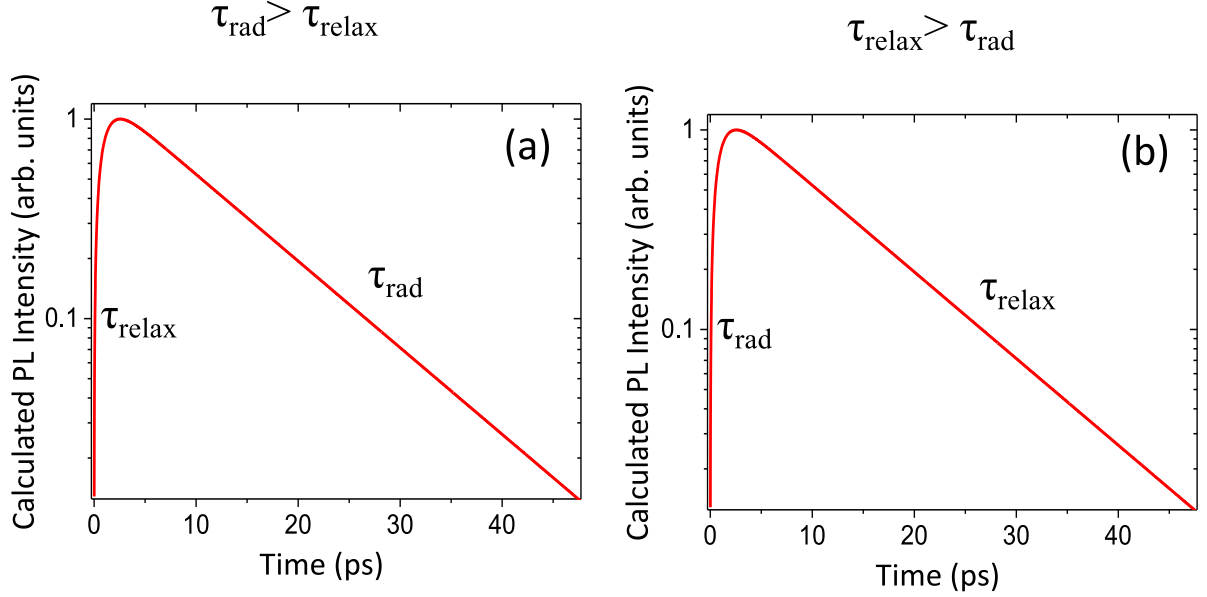 τrad> τrelax
Calculated PL Intensity (arb. units)
1
0.1
(a)
τrad
τrelax
0
10
20
30
40
Time (ps)
τrelax> τrad
Calculated PL Intensity (arb. units)
1
0.1
(b)
τrelax
τrad
0
10
20
30
40
Time (ps)